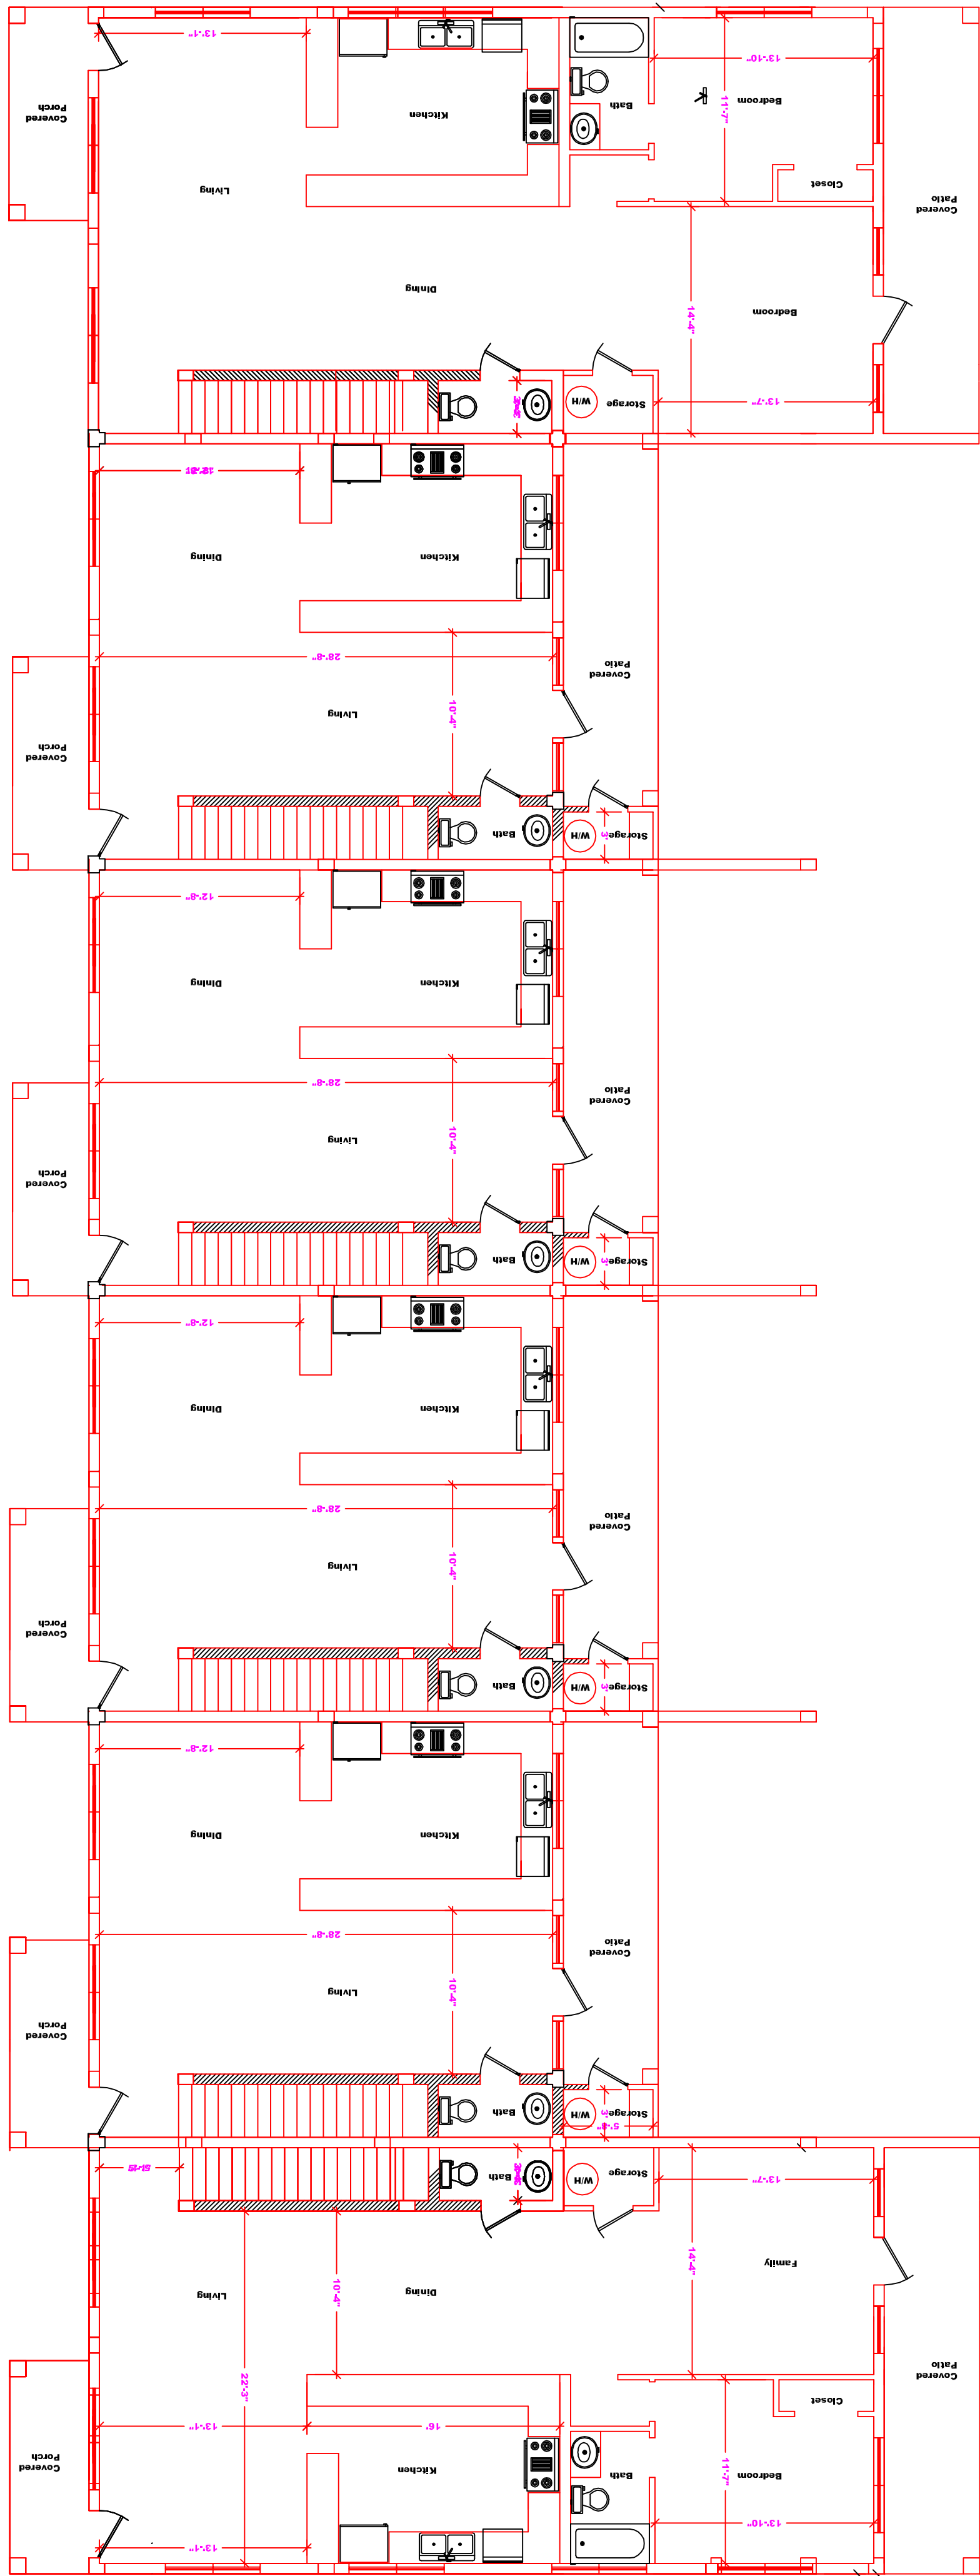 13'-1"
13'-10"
Kitchen
Bath
Bedroom
11'-7"
Covered
Porch
Living
Closet
Covered
Patio
Dining
Bedroom
14'-4"
W/H
Storage
13'-7"
Dining
Kitchen
28'-8"
Living
10'-4"
Covered
Patio
Covered
Porch
Bath
W/H
3'
Storage
12'-8"
Dining
Kitchen
28'-8"
Living
10'-4"
Covered
Patio
Covered
Porch
Bath
W/H
3'
Storage
12'-8"
Dining
Kitchen
28'-8"
Living
10'-4"
Covered
Patio
Covered
Porch
Bath
W/H
3'
Storage
12'-8"
Dining
Kitchen
28'-8"
Living
10'-4"
Covered
Patio
Covered
Porch
Bath
W/H
3'
Storage
Bath
W/H
Storage
13'-7"
14'-4"
Family
Living
Dining
10'-4"
22'-3"
Covered
Patio
Closet
13'-1"
16'
Covered
Porch
Kitchen
Bath
Bedroom
11'-7"
13'-10"
13'-1"